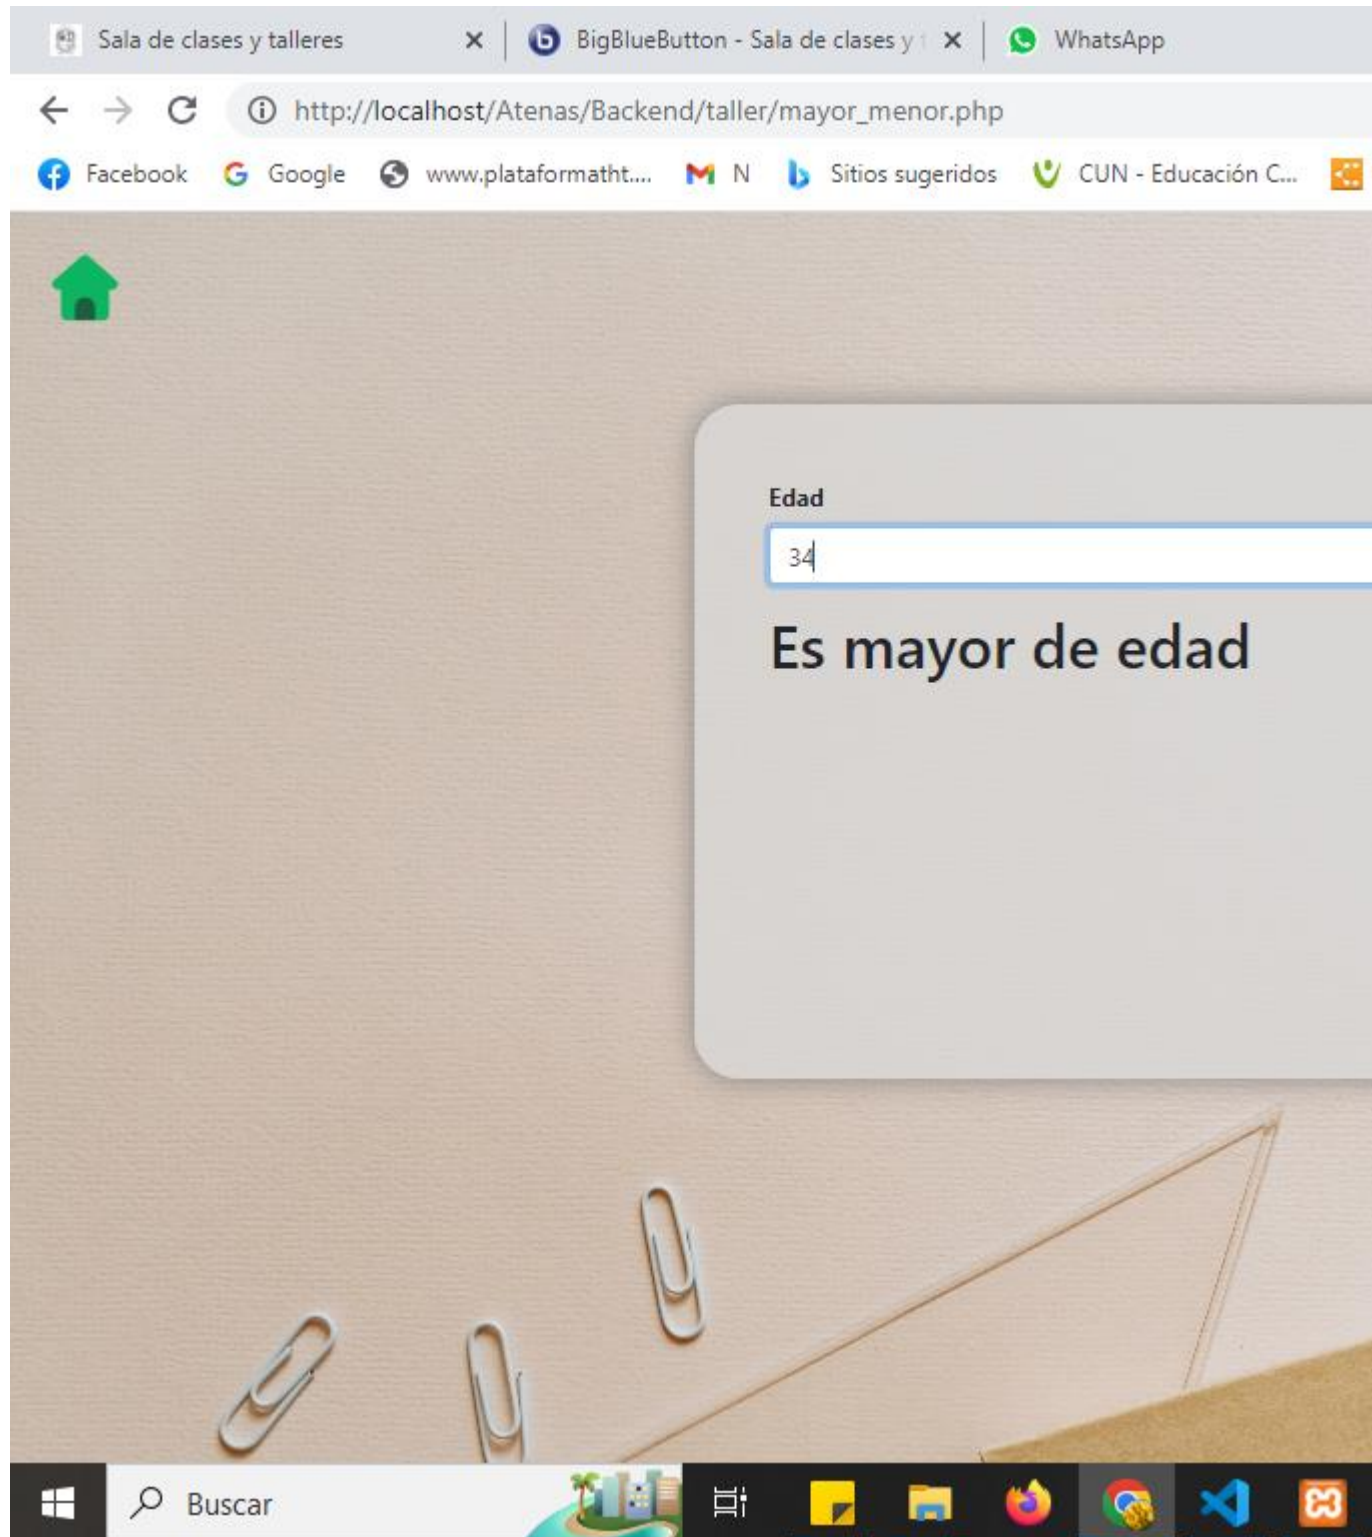 Sala de clases y talleres
BigBlueButton - Sala de clases y t
WhatsApp
http://localhost/Atenas/Backend/taller/mayor_menor.php
Facebook Google www.plataformatht.... N Sitios sugeridos CUN - Educación C...
Edad
34
Es mayor de edad
Buscar